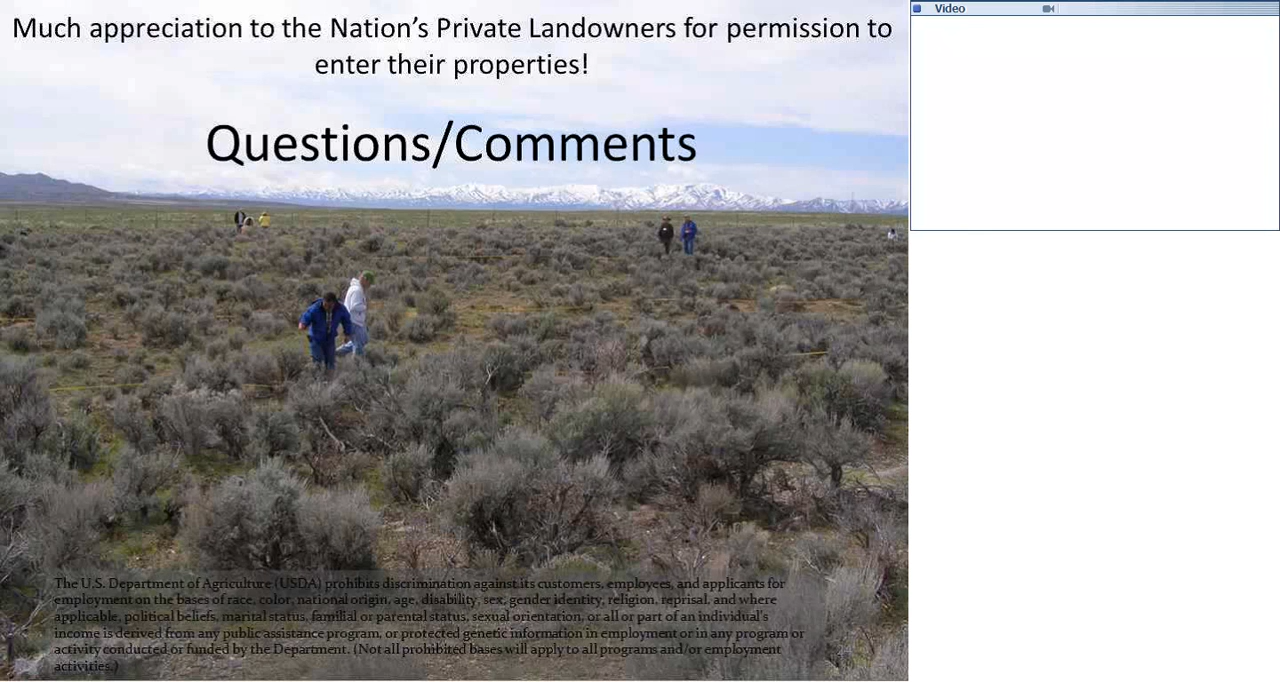 Much appreciation to the Nation's Private Landowners for permission to
enter their properties!
Questions/Comments
Video
The U.S. Department of Agriculture (USDA) prohibits discrimination against its customers, employees, and applicants for
employment on the bases of race, color, national origin, age, disability, sex, gender identity, religion, reprisal, and where
applicable, political beliefs, marital status, familial or parental status, sexual orientation, or all or part of an individual's
income is derived from any public assistance program, or protected genetic information in employment or in any program or
activity conducted or funded by the Department. (Not all prohibited bases will apply to all programs and/or employment
activities.)